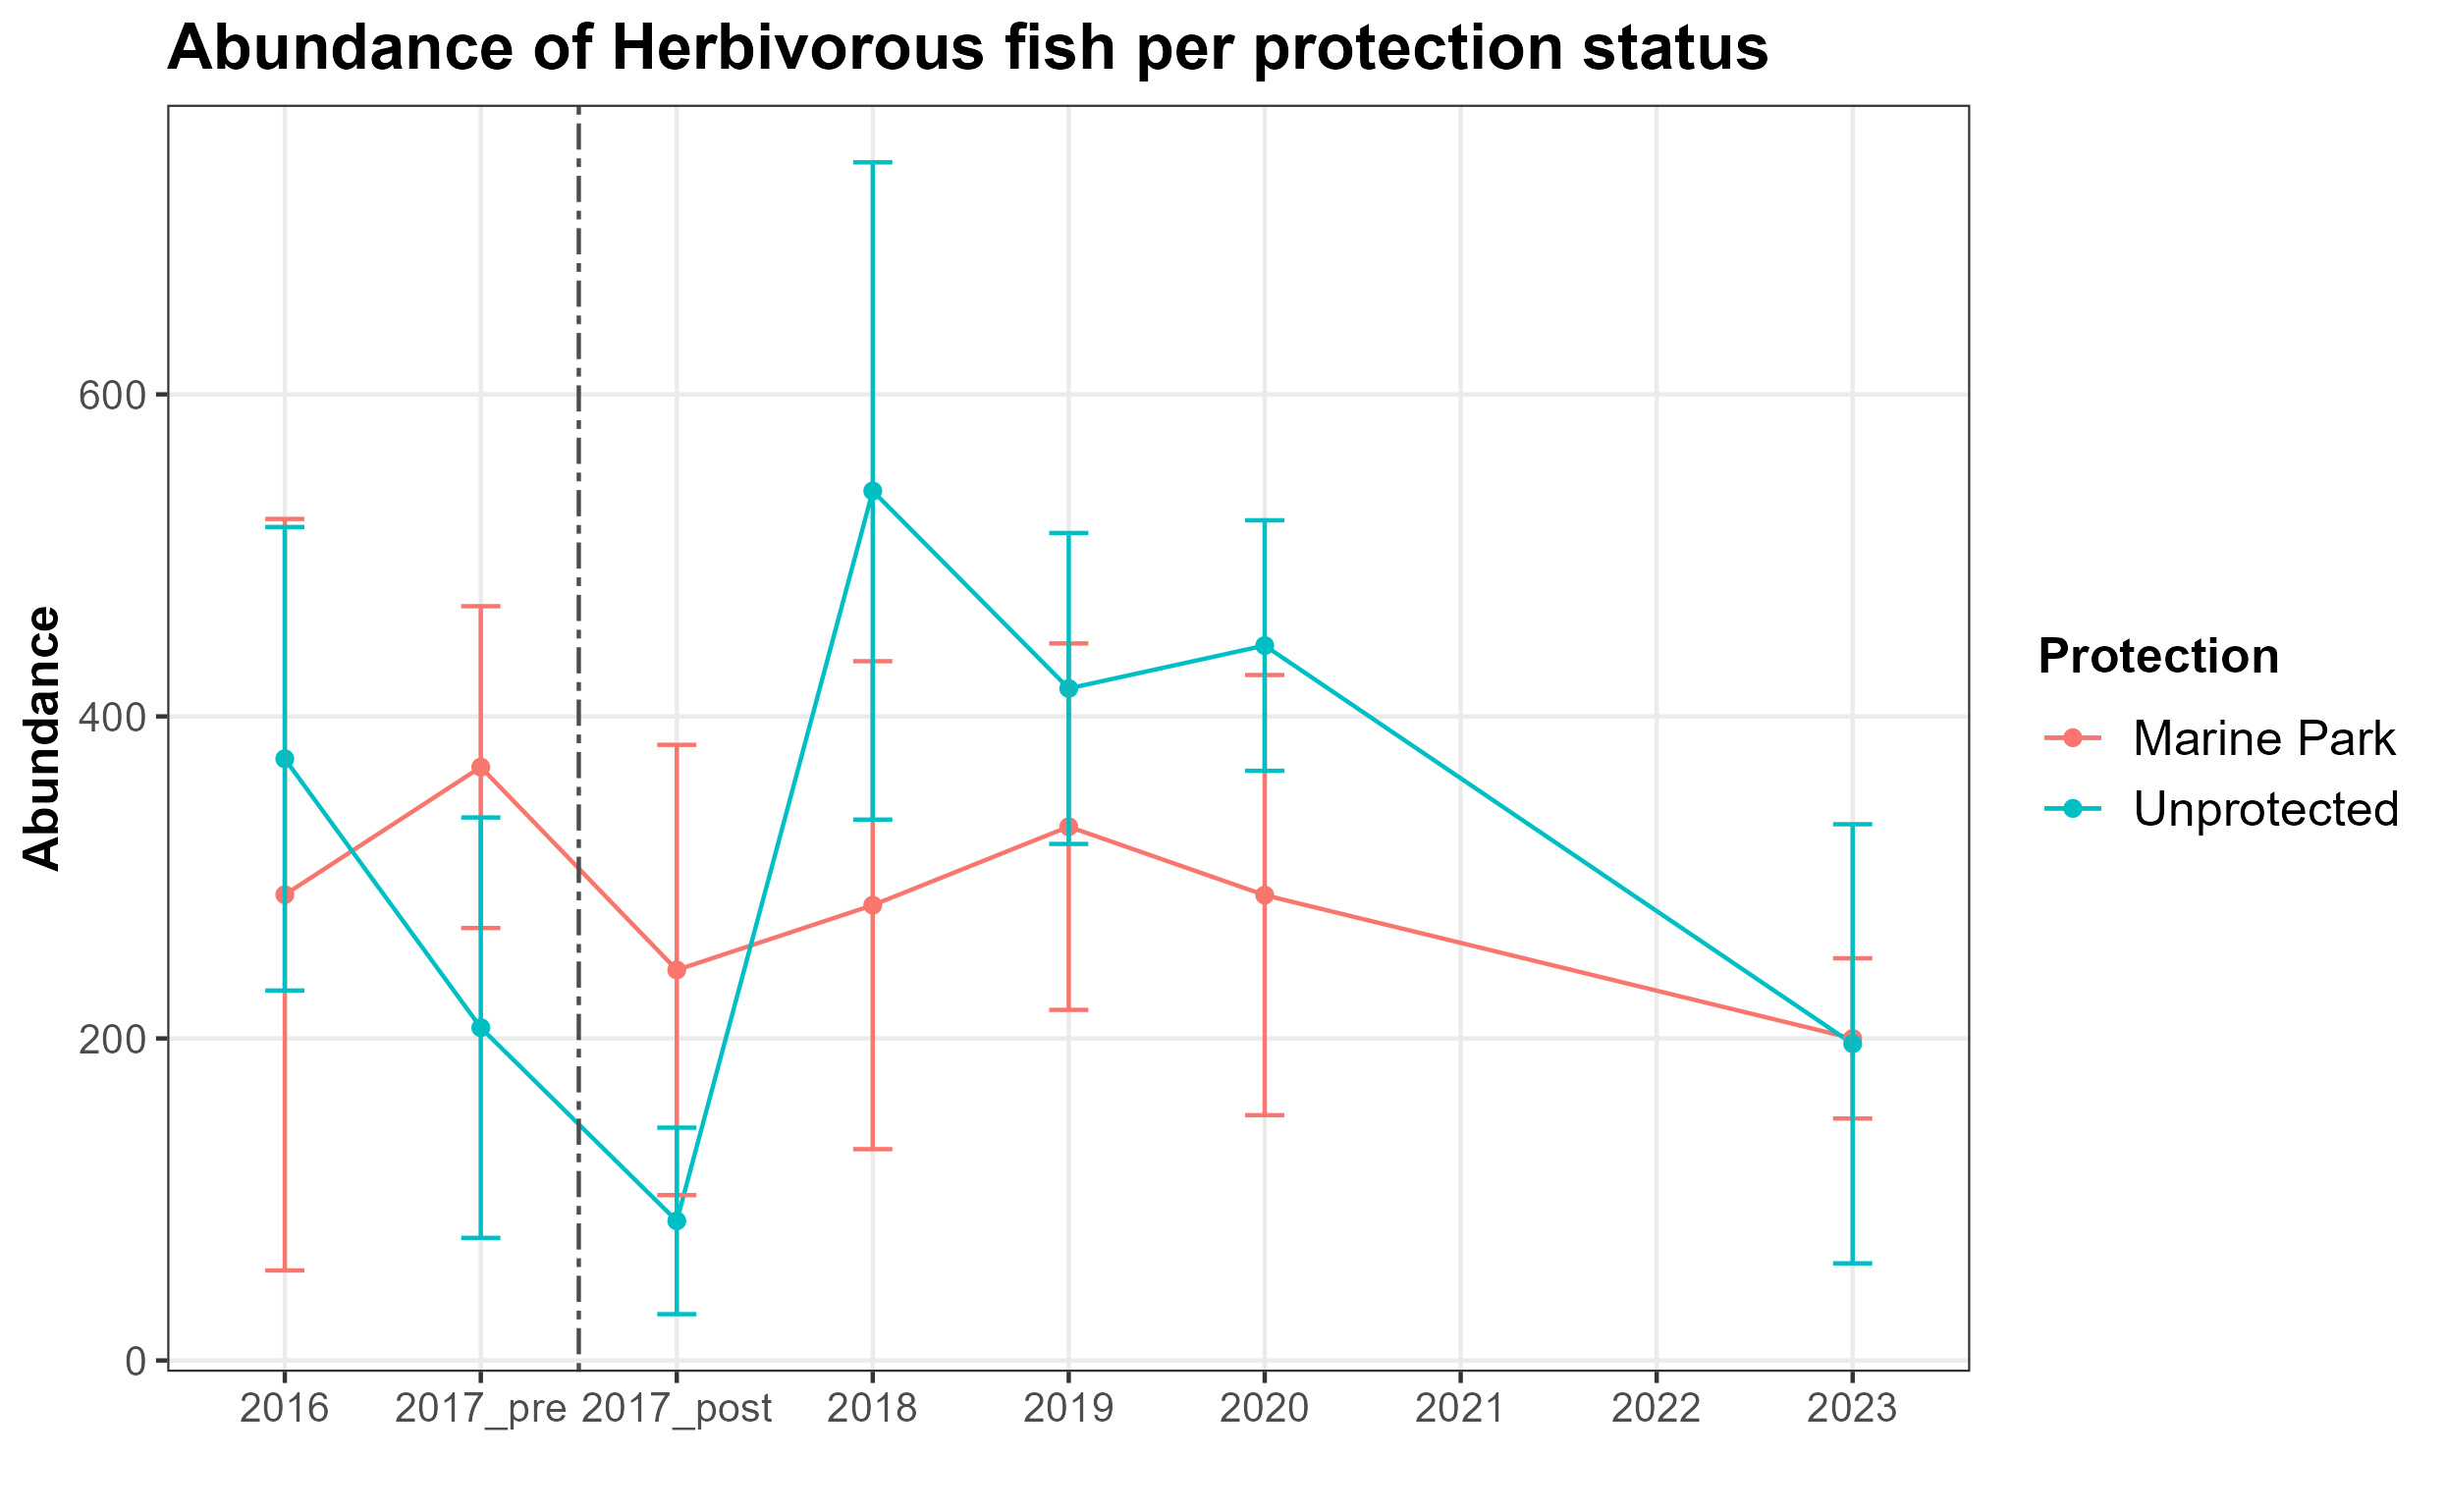 Abundance of Herbivorous fish per protection status
Abundance
600
400
200
0
2016 2017_pre 2017_post 2018 2019 2020 2021 2022 2023
Protection
Marine Park
Unprotected